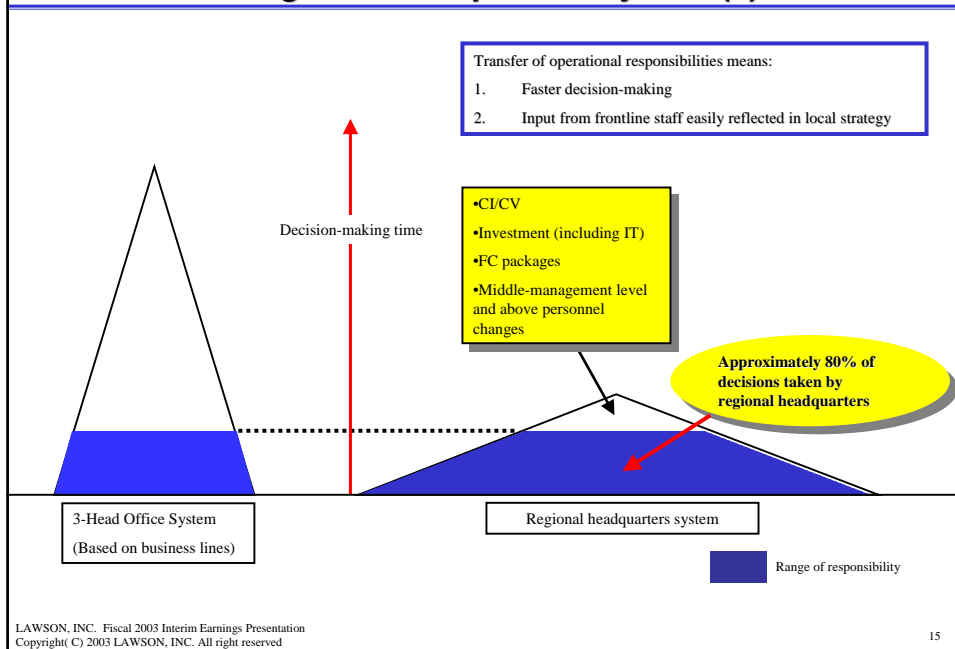 Transfer of operational responsibilities means:
1. Faster decision-making
2. Input from frontline staff easily reflected in local strategy
Decision-making time
•CI/CV
•Investment (including IT)
•FC packages
•Middle-management level
and above personnel
changes
Approximately 80% of
decisions taken by
regional headquarters
3-Head Office System
(Based on business lines)
Regional headquarters system
Range of responsibility
LAWSON, INC. Fiscal 2003 Interim Earnings Presentation
Copyright( C) 2003 LAWSON, INC. All right reserved
15